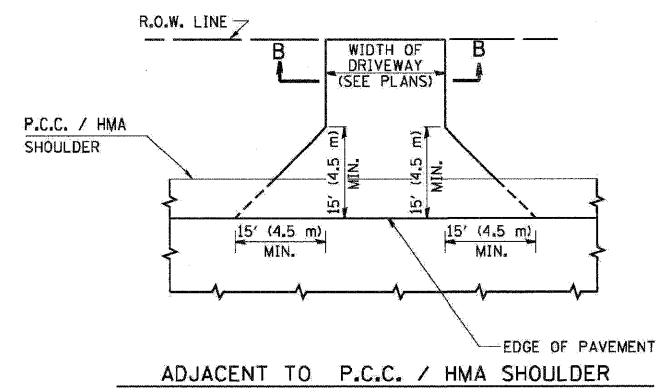 R.O.W. LINE
B
WIDTH OF
DRIVEWAY
(SEE PLANS)
B
P.C.C. / HMA
SHOULDER
15' (4.5 m)
MIN.
15' (4.5 m)
MIN.
15' (4.5 m)
MIN.
15' (4.5 m)
MIN.
EDGE OF PAVEMENT
ADJACENT TO P.C.C. / HMA SHOULDER